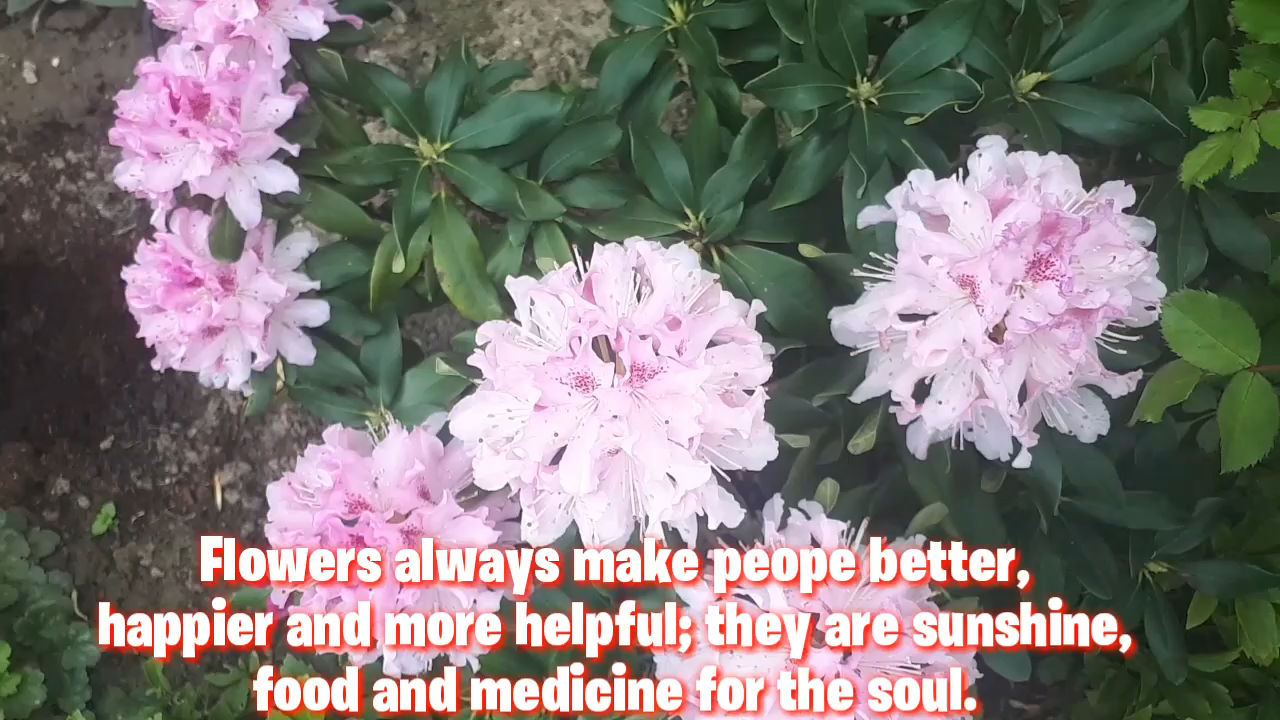 Flowers always make peope better,
happier and more helpful; they are sunshine,
food and medicine for the soul.